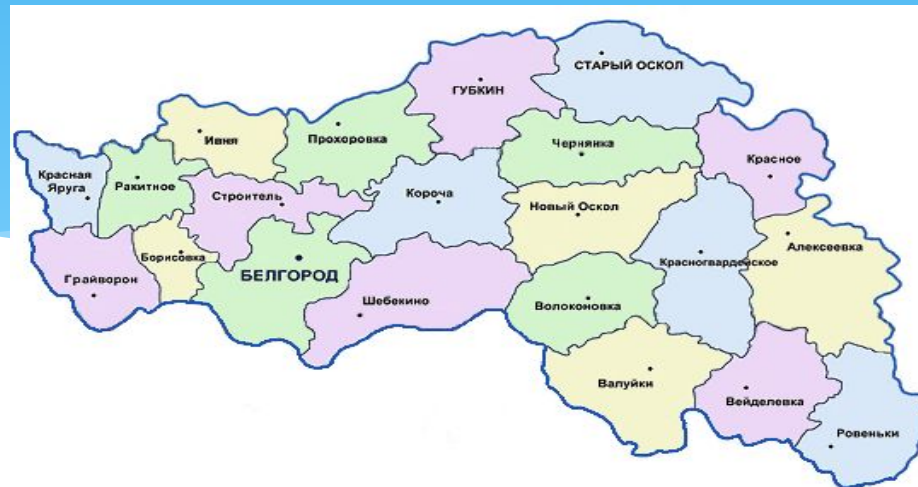 СТАРЫЙ ОСКОЛ
ГУБКИН
Ивня
Прохоровка
Чернянка
Красное
Красная
Яруга
Ракитное
Строитель
Короча
Новый Оскол
Алексеевка
Борисовка
Красногвардейское
Грайворон
БЕЛГОРОД
Шебекино
Волоконовка
Валуйки
Вейделевка
Ровеньки